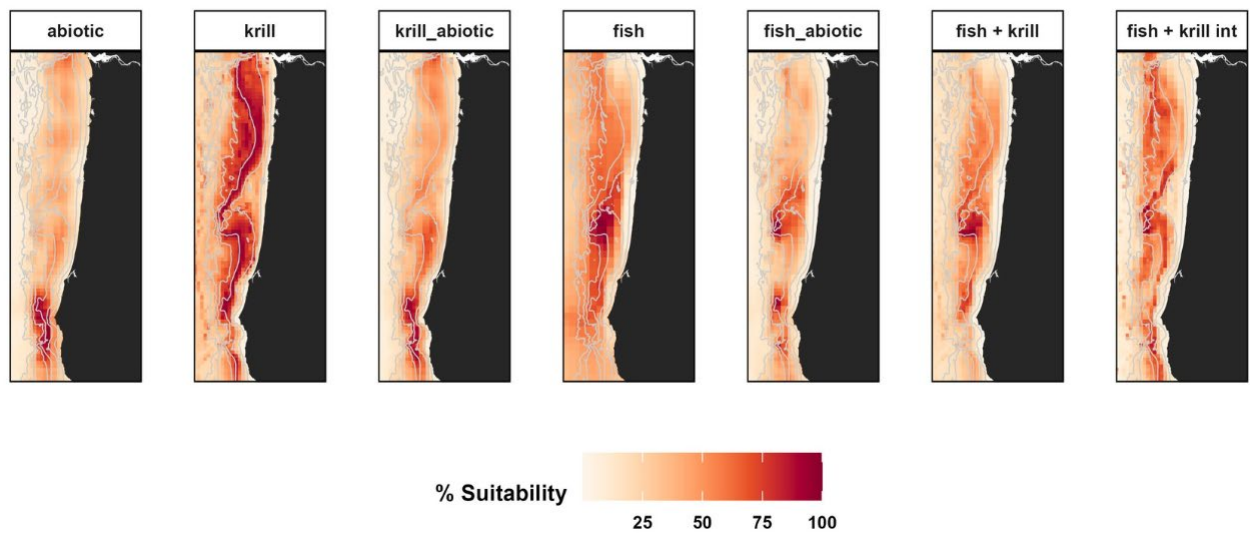 abiotic krill krill_abiotic fish fish_abiotic fish + krill fish + krill int
% Suitability
25 50 75 100